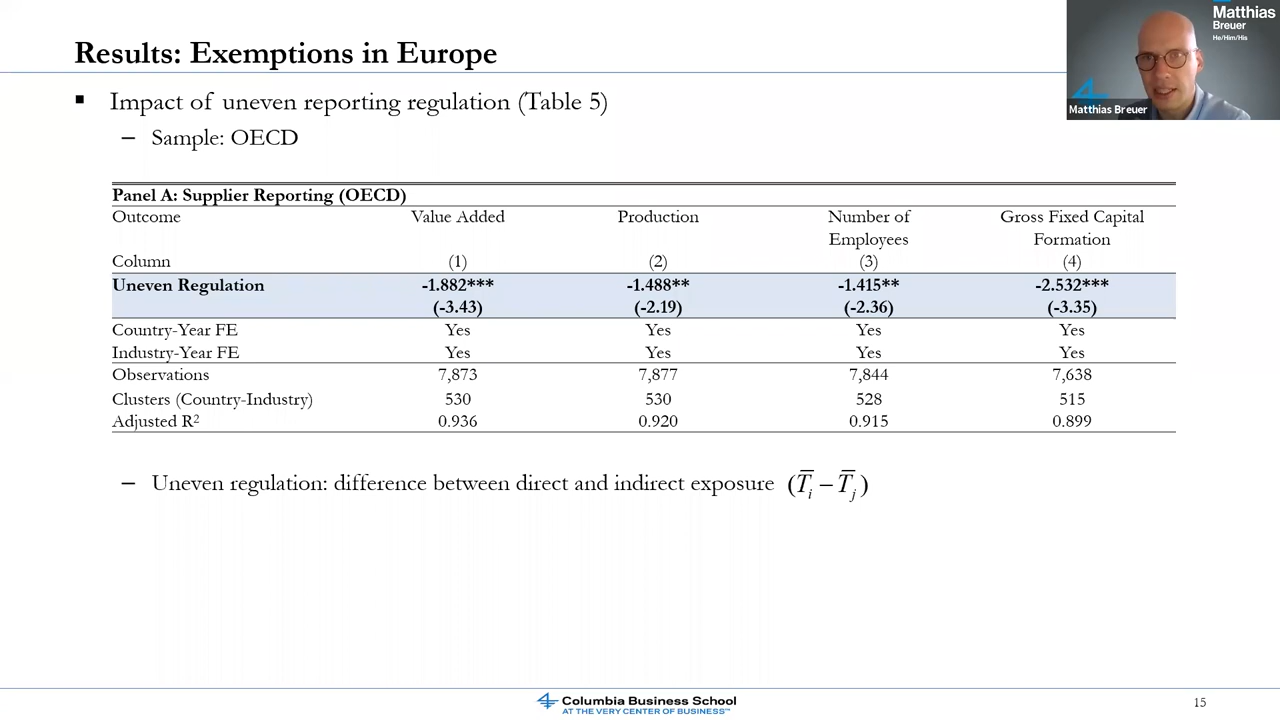 Results: Exemptions in Europe
Matthias
Breuer
He/Him/His
Matthias Breuer
▪ Impact of uneven reporting regulation (Table 5)
– Sample: OECD
Panel A: Supplier Reporting (OECD)
Outcome Value Added Production Number of Employees Gross Fixed Capital Formation
Column (1) (2) (3) (4)
Uneven Regulation -1.882*** -1.488** -1.415** -2.532***
(-3.43) (-2.19) (-2.36) (-3.35)
Country-Year FE Yes Yes Yes Yes
Industry-Year FE Yes Yes Yes Yes
Observations 7,873 7,877 7,844 7,638
Clusters (Country-Industry) 530 530 528 515
Adjusted R² 0.936 0.920 0.915 0.899
– Uneven regulation: difference between direct and indirect exposure (T̅ᵢ – T̅ⱼ)
Columbia Business School
AT THE VERY CENTER OF BUSINESS™
15